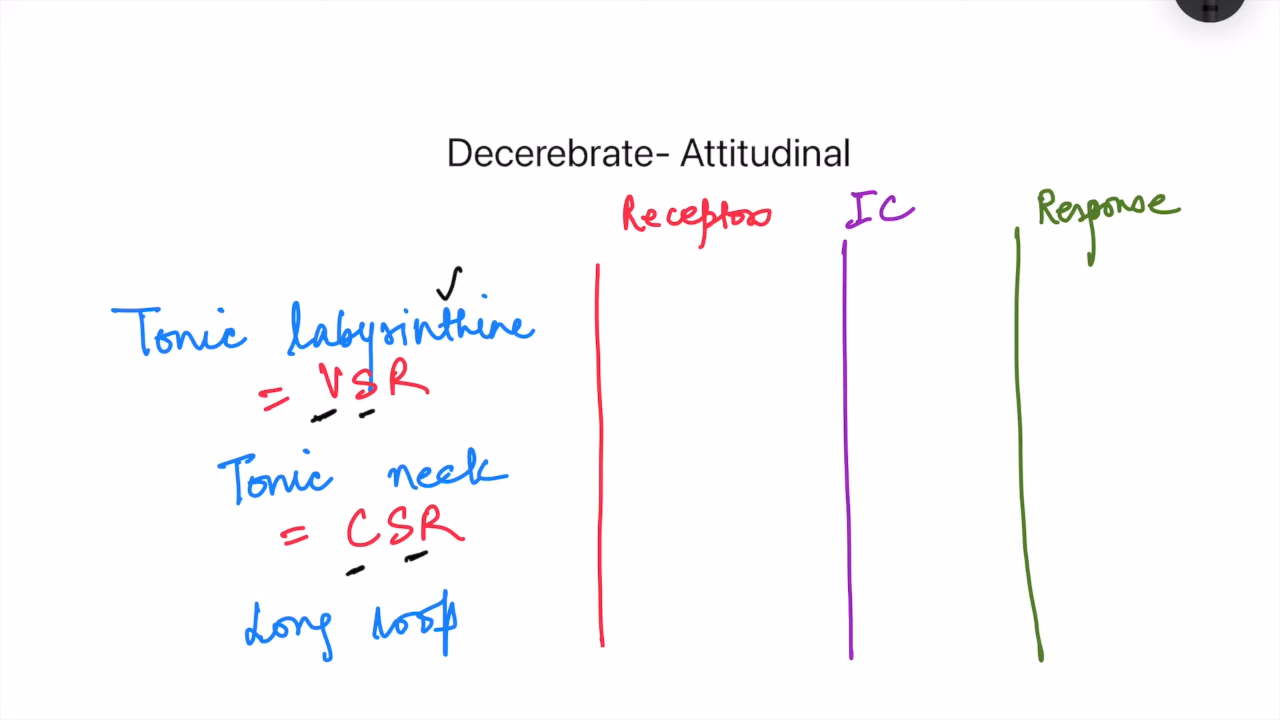 Decerebrate- Attitudinal
Receptors IC Response
Tonic labyrinthine
= VSR
Tonic neck
= CSR
Long loop